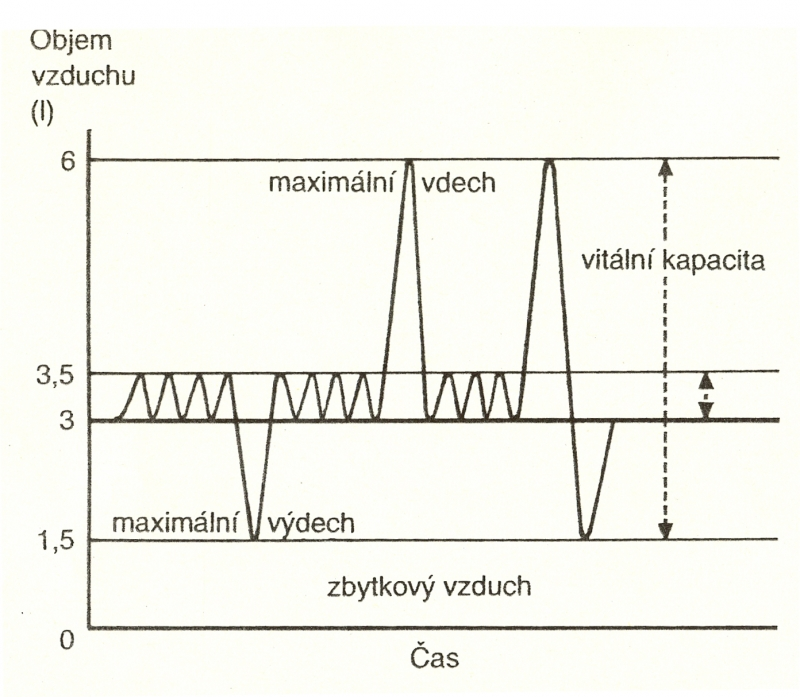 Objem
vzduchu
(l)
6
maximální vdech
vitální kapacita
3,5
3
maximální výdech
1,5
zbytkový vzduch
0
Čas